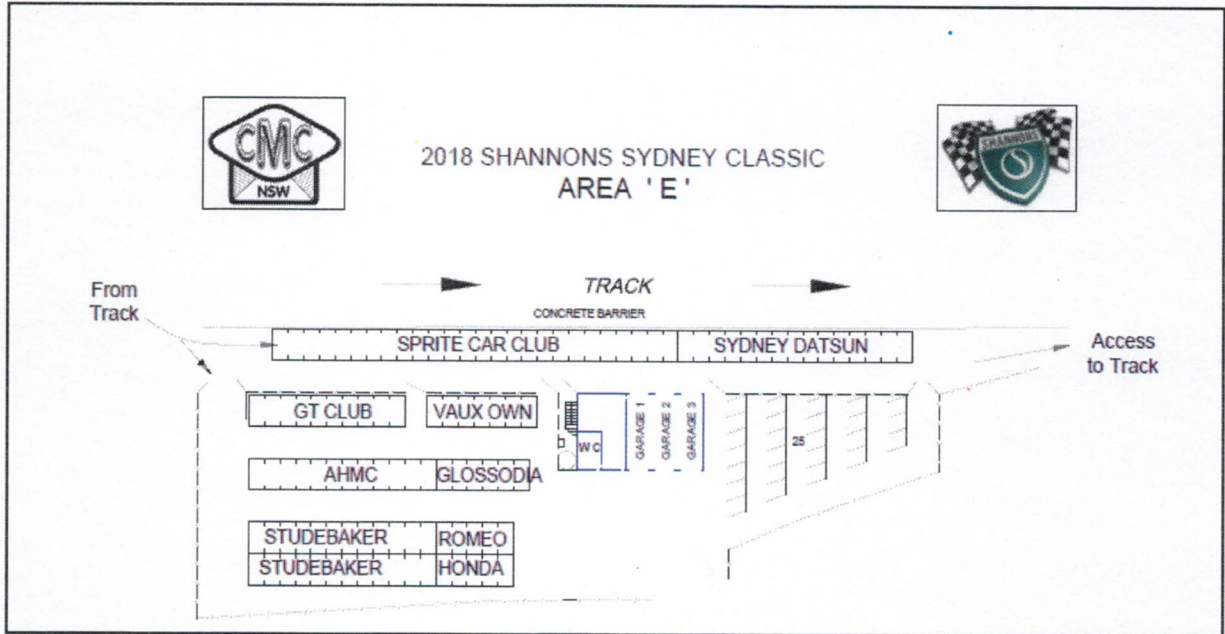 CMC
NSW
2018 SHANNONS SYDNEY CLASSIC
AREA 'E'
SHANNONS
From
Track
TRACK
CONCRETE BARRIER
SPRITE CAR CLUB
SYDNEY DATSUN
Access
to Track
GT CLUB
VAUX OWN
WC
GARAGE 1
GARAGE 2
GARAGE 3
25
AHMC
GLOSSODIA
STUDEBAKER
ROMEO
STUDEBAKER
HONDA